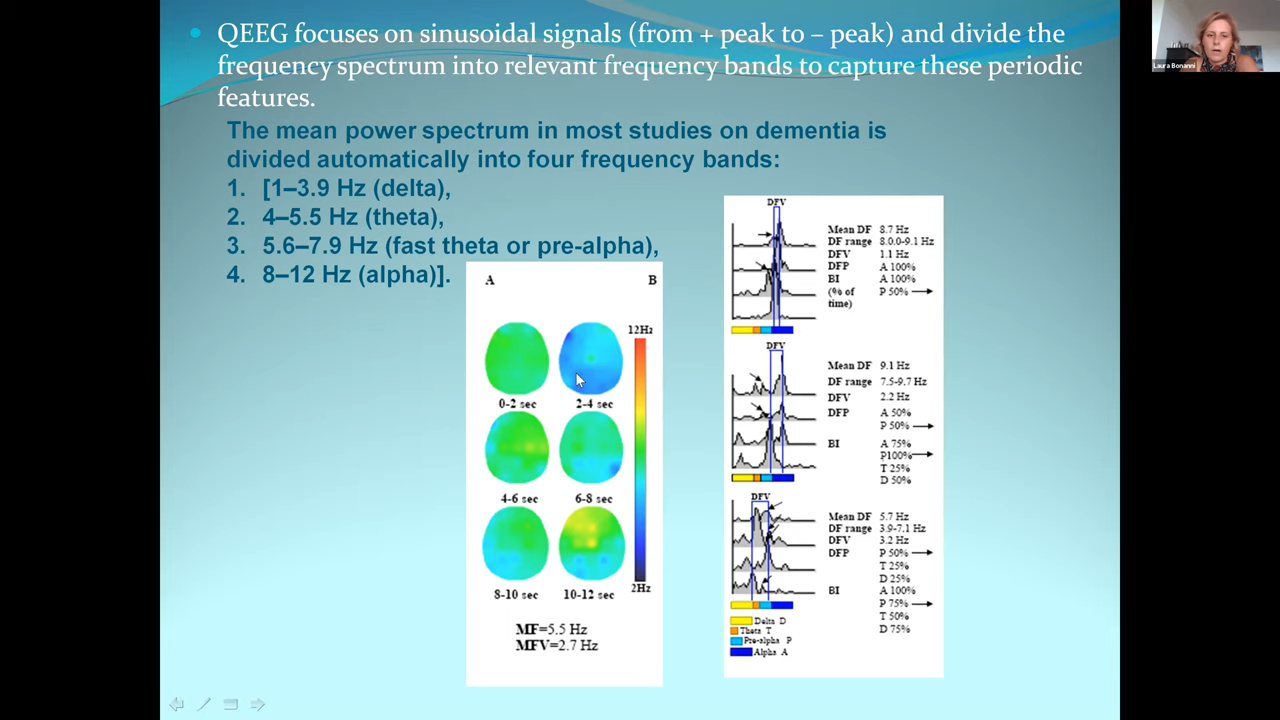 QEEG focuses on sinusoidal signals (from + peak to – peak) and divide the
frequency spectrum into relevant frequency bands to capture these periodic
features.
The mean power spectrum in most studies on dementia is
divided automatically into four frequency bands:
1. [1–3.9 Hz (delta),
2. 4–5.5 Hz (theta),
3. 5.6–7.9 Hz (fast theta or pre-alpha),
4. 8–12 Hz (alpha)].
A B
12Hz
0-2 sec 2-4 sec
4-6 sec 6-8 sec
8-10 sec 10-12 sec
2Hz
MF=5.5 Hz
MFV=2.7 Hz
DFV
Mean DF 8.7 Hz
DF range 8.0.0-9.1 Hz
DFV 1.1 Hz
DFP A 100%
BI A 100%
(% of P 50%
time)
DFV
Mean DF 9.1 Hz
DF range 7.5-9.7 Hz
DFV 2.2 Hz
DFP A 50%
P 50%
BI A 75%
P100%
T 25%
D 50%
DFV
Mean DF 5.7 Hz
DF range 3.9-7.1 Hz
DFV 3.2 Hz
DFP P 50%
T 25%
D 25%
BI A 100%
P 75%
T 50%
D 75%
Delta D
Theta T
Pre-alpha P
Alpha A
Laura Bonanni